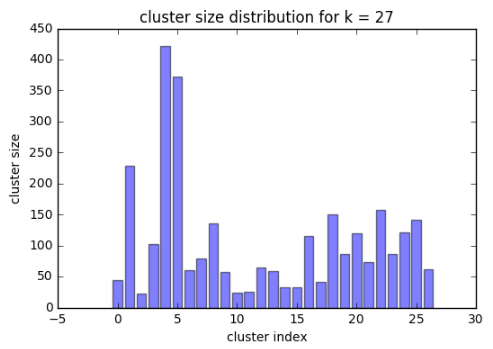 cluster size distribution for k = 27
450
400
350
300
250
200
150
100
50
0
cluster size
−5 0 5 10 15 20 25 30
cluster index